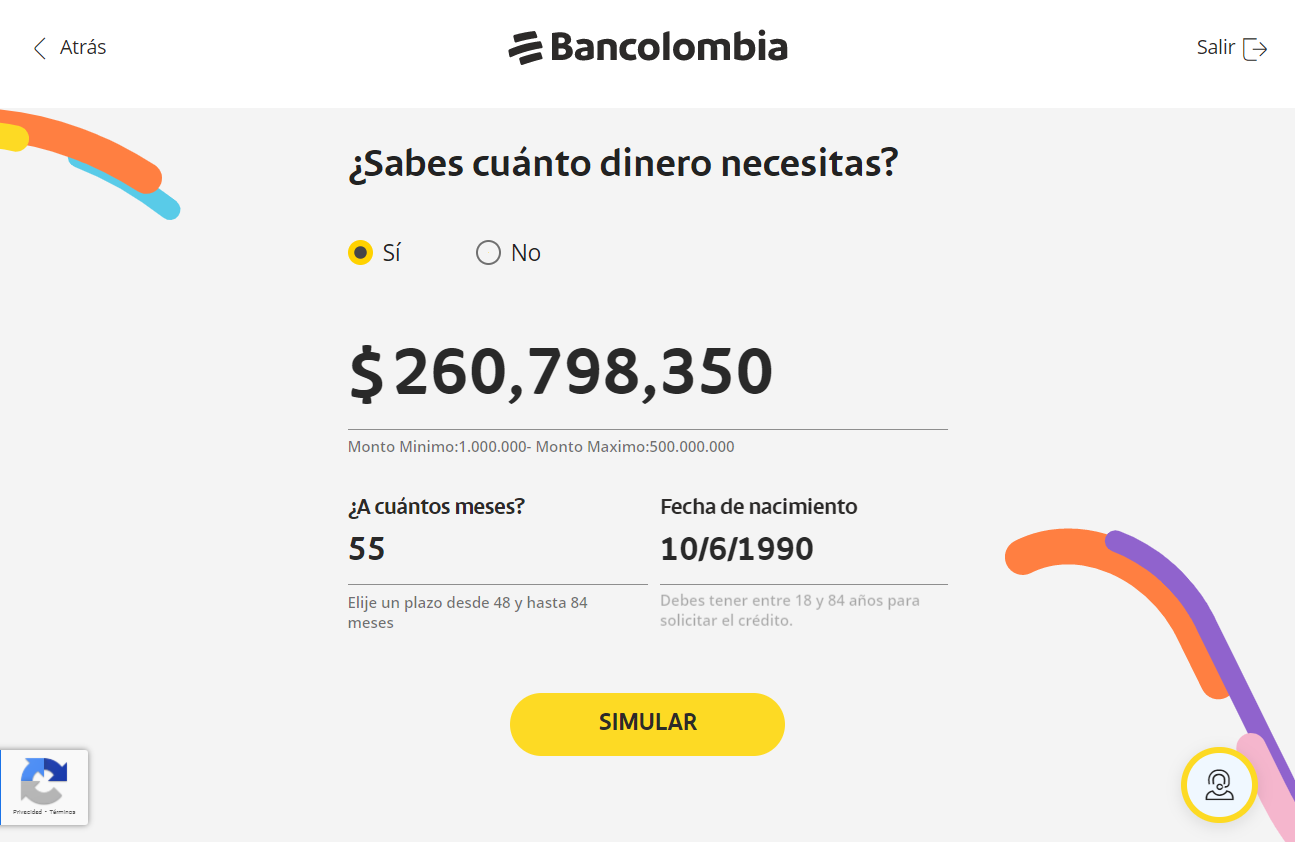 Atrás
Bancolombia
Salir
¿Sabes cuánto dinero necesitas?
Sí
No
$260,798,350
Monto Minimo:1.000.000- Monto Maximo:500.000.000
¿A cuántos meses?
Fecha de nacimiento
55
10/6/1990
Elije un plazo desde 48 y hasta 84
meses
Debes tener entre 18 y 84 años para
solicitar el crédito.
SIMULAR
Privacidad - Términos